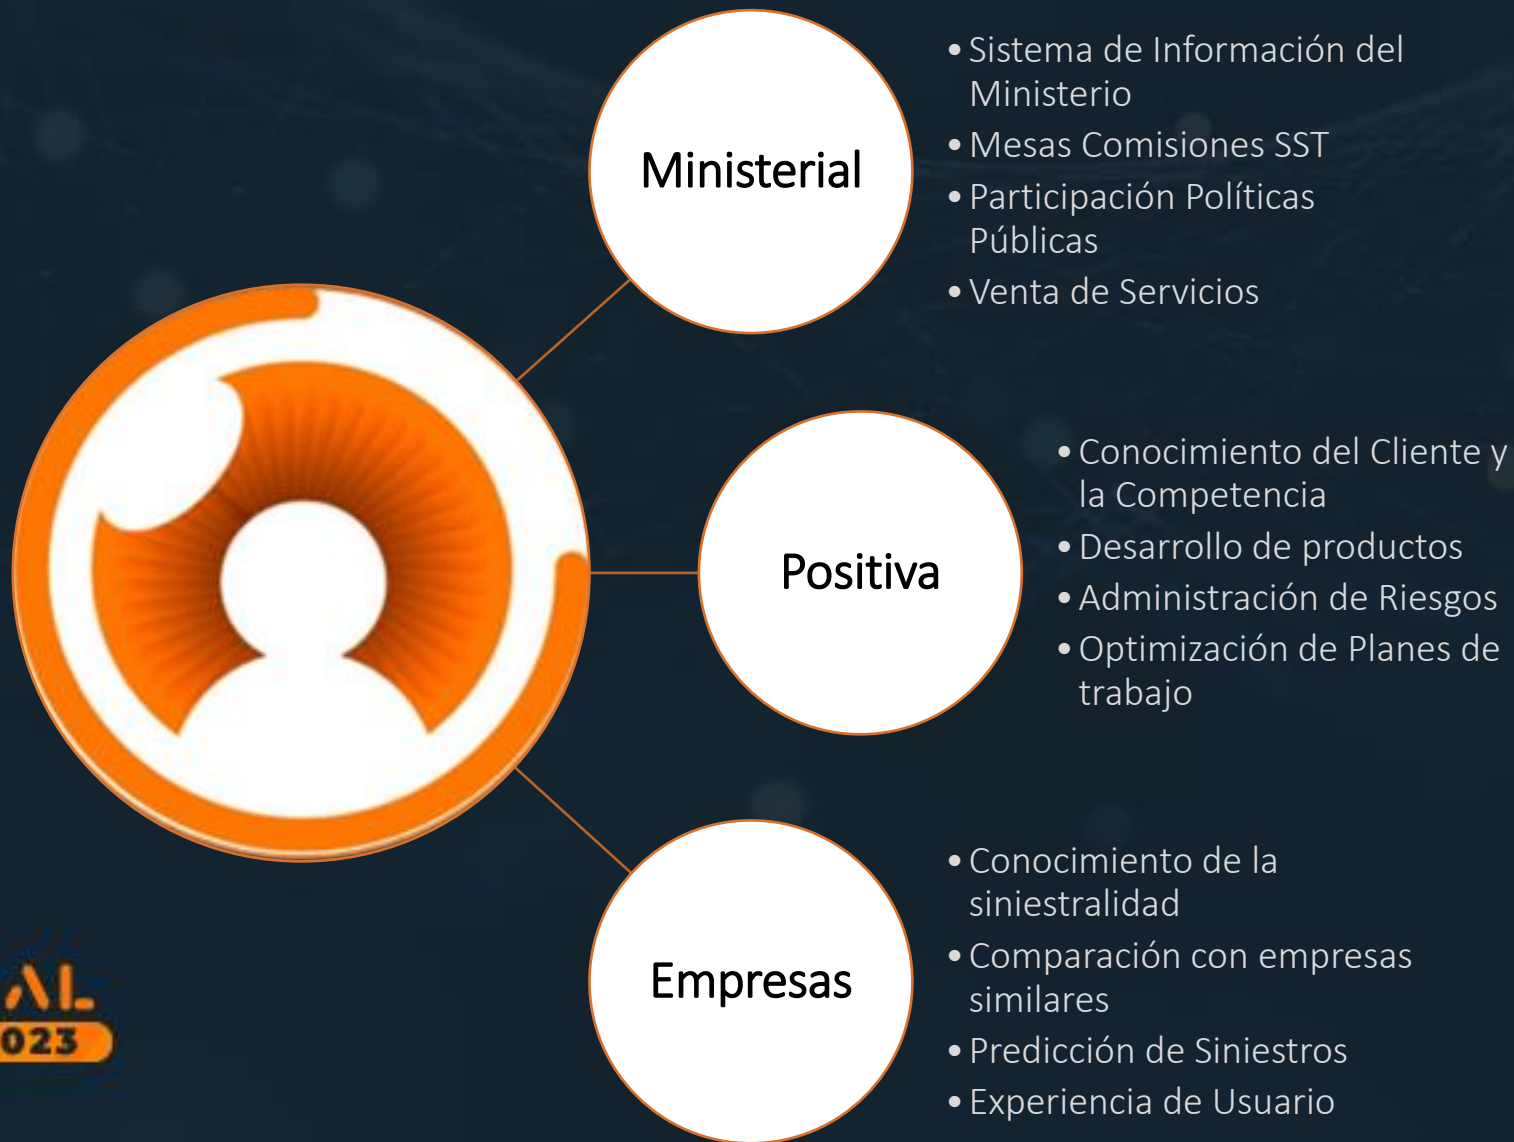 Ministerial
• Sistema de Información del
Ministerio
• Mesas Comisiones SST
• Participación Políticas
Públicas
• Venta de Servicios
Positiva
• Conocimiento del Cliente y
la Competencia
• Desarrollo de productos
• Administración de Riesgos
• Optimización de Planes de
trabajo
Empresas
• Conocimiento de la
siniestralidad
• Comparación con empresas
similares
• Predicción de Siniestros
• Experiencia de Usuario
AL
023